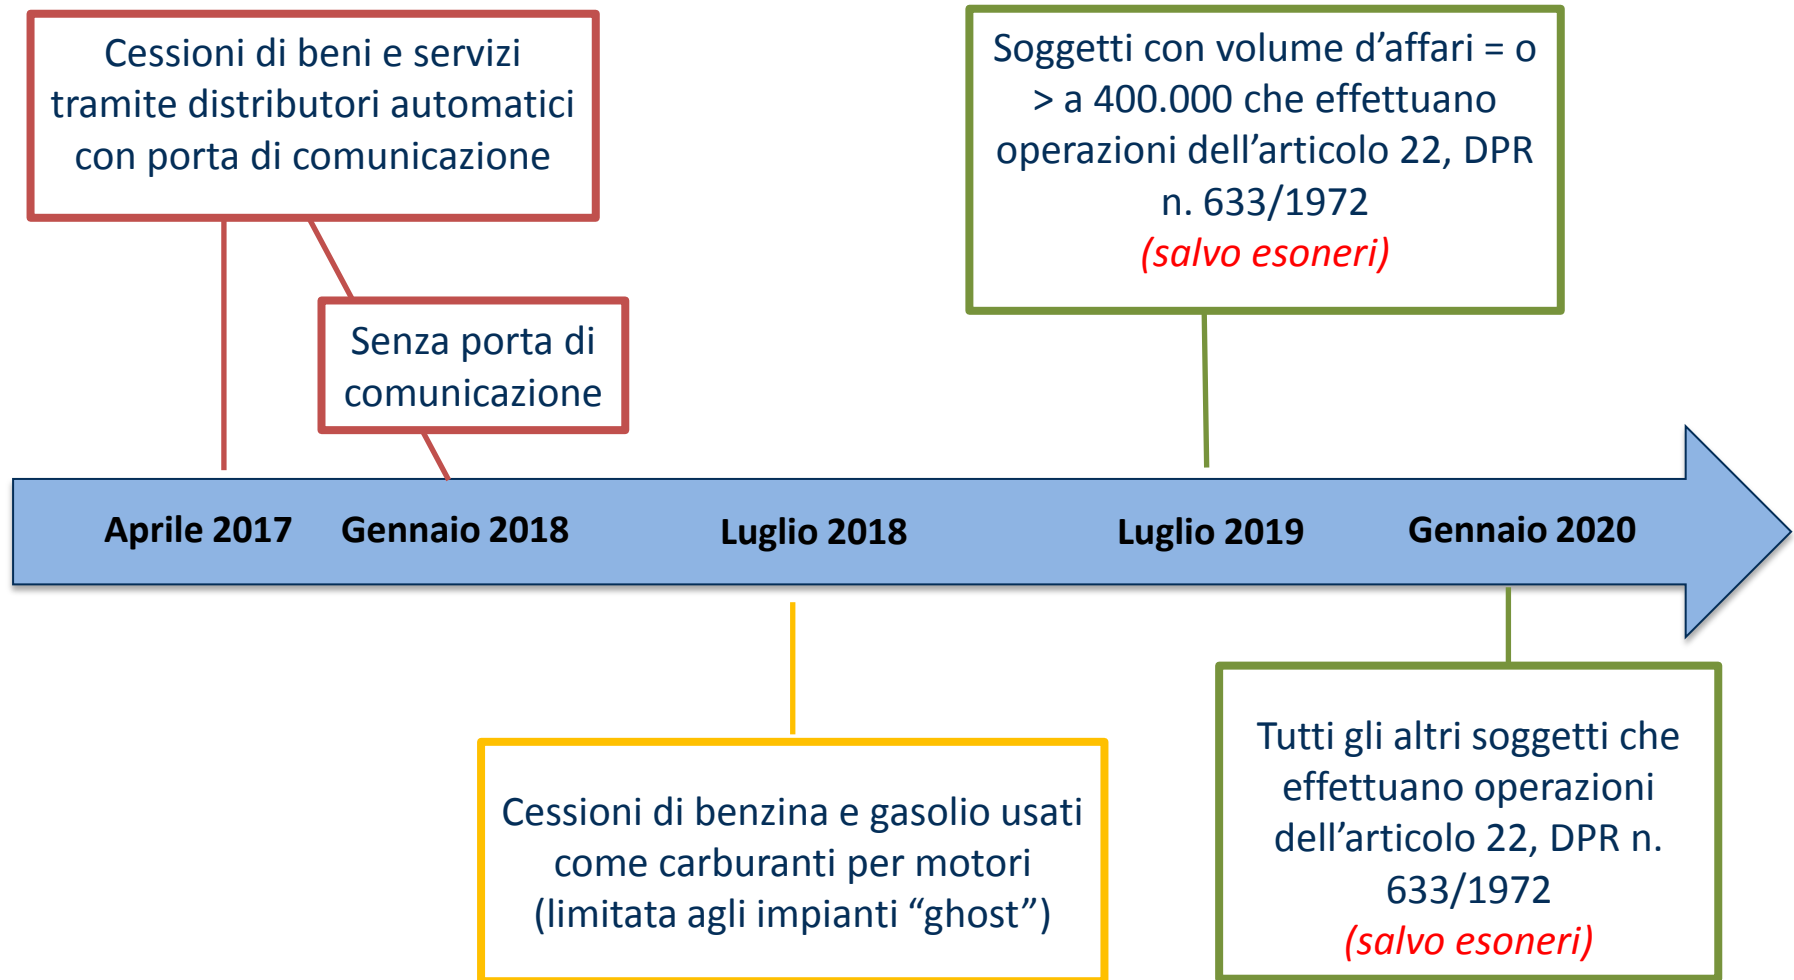 Cessioni di beni e servizi
tramite distributori automatici
con porta di comunicazione
Senza porta di
comunicazione
Soggetti con volume d’affari = o
> a 400.000 che effettuano
operazioni dell’articolo 22, DPR
n. 633/1972
(salvo esoneri)
Aprile 2017
Gennaio 2018
Luglio 2018
Luglio 2019
Gennaio 2020
Cessioni di benzina e gasolio usati
come carburanti per motori
(limitata agli impianti “ghost”)
Tutti gli altri soggetti che
effettuano operazioni
dell’articolo 22, DPR n.
633/1972
(salvo esoneri)